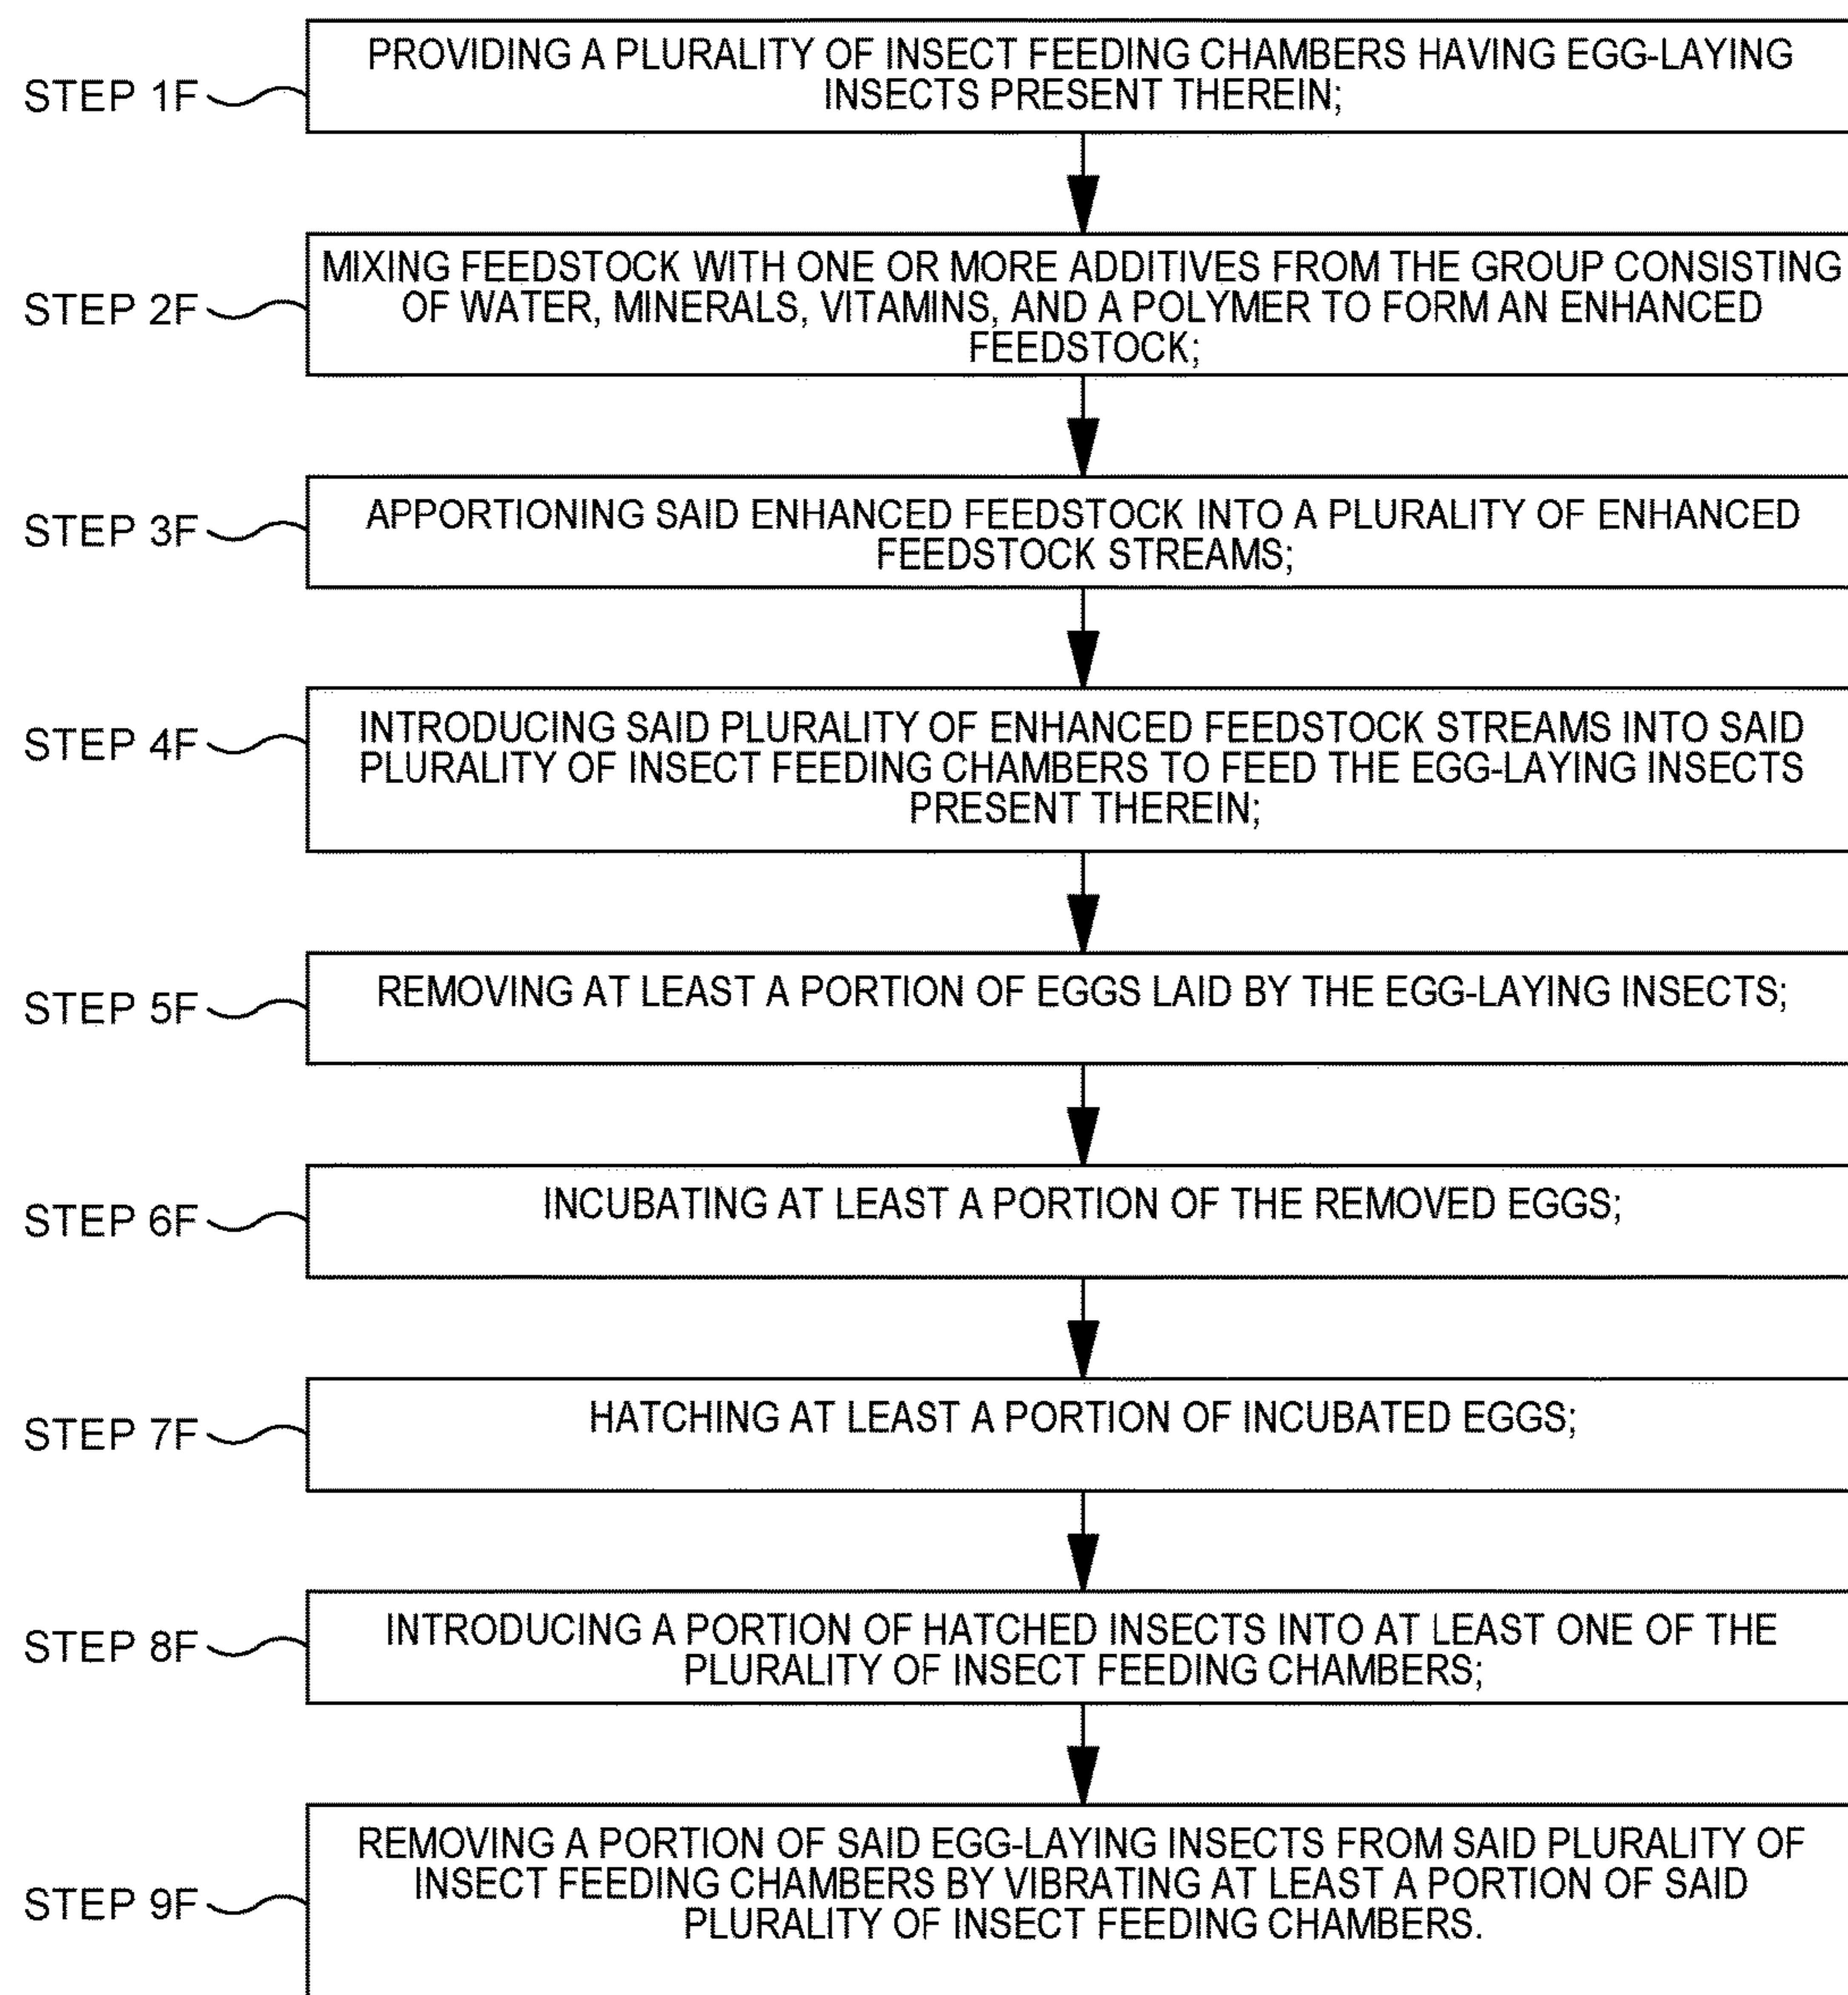 STEP 1F
PROVIDING A PLURALITY OF INSECT FEEDING CHAMBERS HAVING EGG-LAYING
INSECTS PRESENT THEREIN;
STEP 2F
MIXING FEEDSTOCK WITH ONE OR MORE ADDITIVES FROM THE GROUP CONSISTING
OF WATER, MINERALS, VITAMINS, AND A POLYMER TO FORM AN ENHANCED
FEEDSTOCK;
STEP 3F
APPORTIONING SAID ENHANCED FEEDSTOCK INTO A PLURALITY OF ENHANCED
FEEDSTOCK STREAMS;
STEP 4F
INTRODUCING SAID PLURALITY OF ENHANCED FEEDSTOCK STREAMS INTO SAID
PLURALITY OF INSECT FEEDING CHAMBERS TO FEED THE EGG-LAYING INSECTS
PRESENT THEREIN;
STEP 5F
REMOVING AT LEAST A PORTION OF EGGS LAID BY THE EGG-LAYING INSECTS;
STEP 6F
INCUBATING AT LEAST A PORTION OF THE REMOVED EGGS;
STEP 7F
HATCHING AT LEAST A PORTION OF INCUBATED EGGS;
STEP 8F
INTRODUCING A PORTION OF HATCHED INSECTS INTO AT LEAST ONE OF THE
PLURALITY OF INSECT FEEDING CHAMBERS;
STEP 9F
REMOVING A PORTION OF SAID EGG-LAYING INSECTS FROM SAID PLURALITY OF
INSECT FEEDING CHAMBERS BY VIBRATING AT LEAST A PORTION OF SAID
PLURALITY OF INSECT FEEDING CHAMBERS.